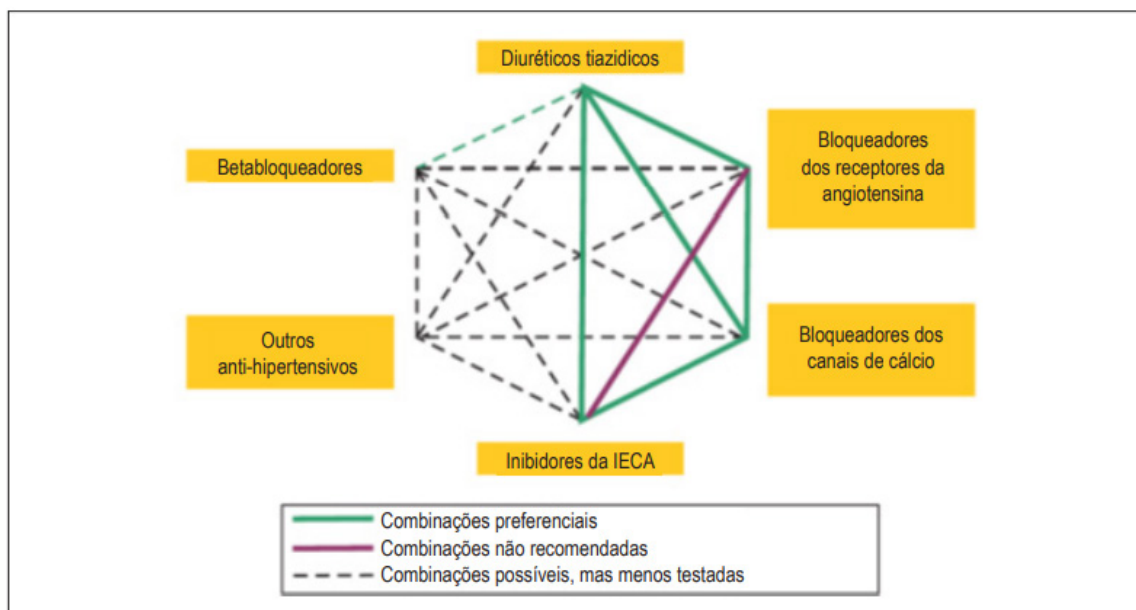 Diuréticos tiazidicos
Betabloqueadores
Bloqueadores
dos receptores da
angiotensina
Outros
anti-hipertensivos
Bloqueadores dos
canais de cálcio
Inibidores da IECA
Combinações preferenciais
Combinações não recomendadas
Combinações possíveis, mas menos testadas